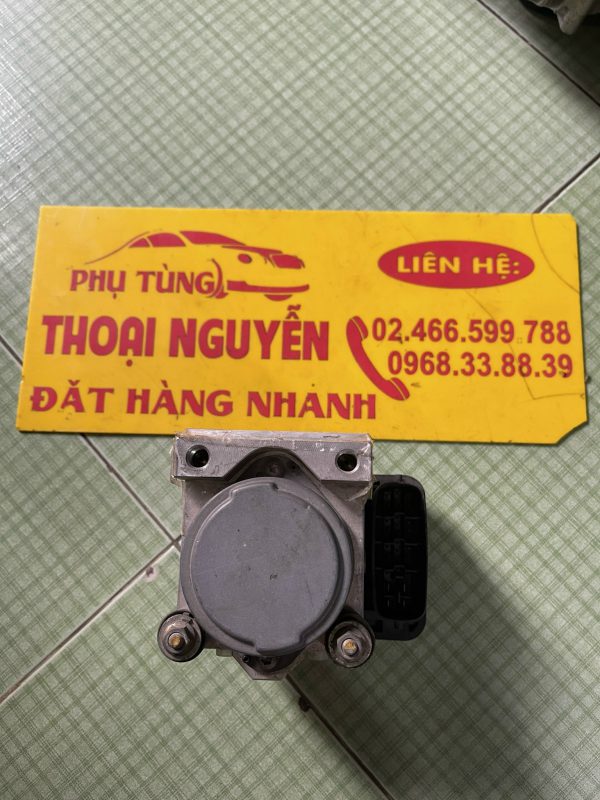 PHỤ TÙNG
THOẠI NGUYỄN
ĐẶT HÀNG NHANH
LIÊN HỆ:
02.466.599.788
0968.33.88.39